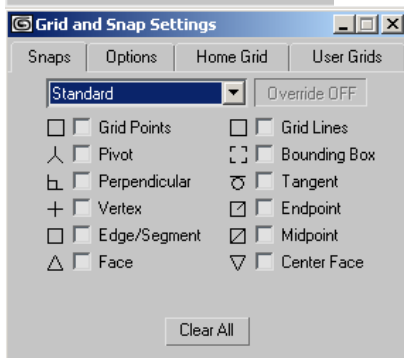 Grid and Snap Settings
Snaps Options Home Grid User Grids
Standard Override OFF
Grid Points Grid Lines
Pivot Bounding Box
Perpendicular Tangent
Vertex Endpoint
Edge/Segment Midpoint
Face Center Face
Clear All